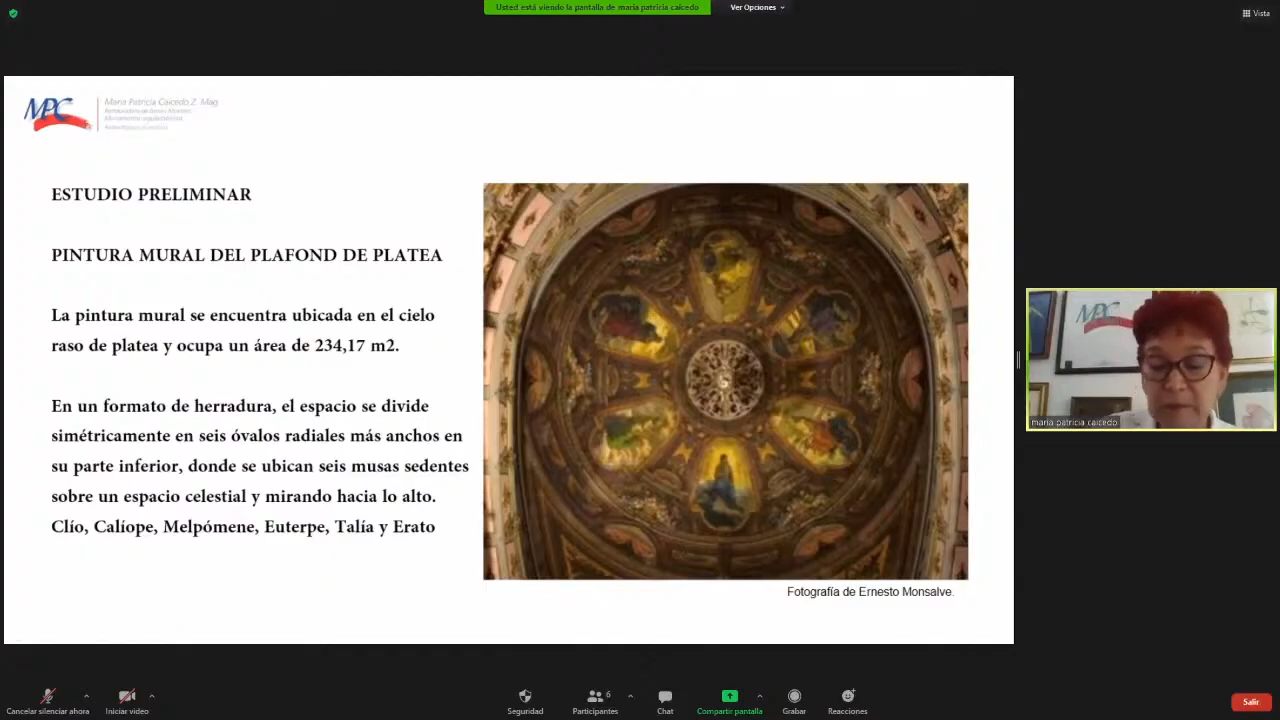 Usted está viendo la pantalla de maria patricia caicedo
Ver Opciones
Vista
MPC
Maria Patricia Caicedo Z. Mag.
ESTUDIO PRELIMINAR
PINTURA MURAL DEL PLAFOND DE PLATEA
La pintura mural se encuentra ubicada en el cielo
raso de platea y ocupa un área de 234,17 m2.
En un formato de herradura, el espacio se divide
simétricamente en seis óvalos radiales más anchos en
su parte inferior, donde se ubican seis musas sedentes
sobre un espacio celestial y mirando hacia lo alto.
Clío, Calíope, Melpómene, Euterpe, Talía y Erato
Fotografía de Ernesto Monsalve.
MPC
maria patricia caicedo
Cancelar silenciar ahora
Iniciar video
Seguridad
6
Participantes
Chat
Compartir pantalla
Grabar
Reacciones
Salir